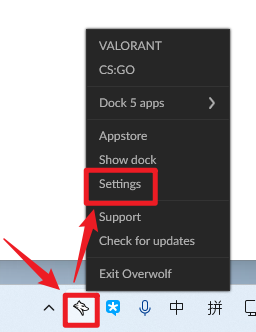 VALORANT
CS:GO
Dock 5 apps
Appstore
Show dock
Settings
Support
Check for updates
Exit Overwolf
中 拼